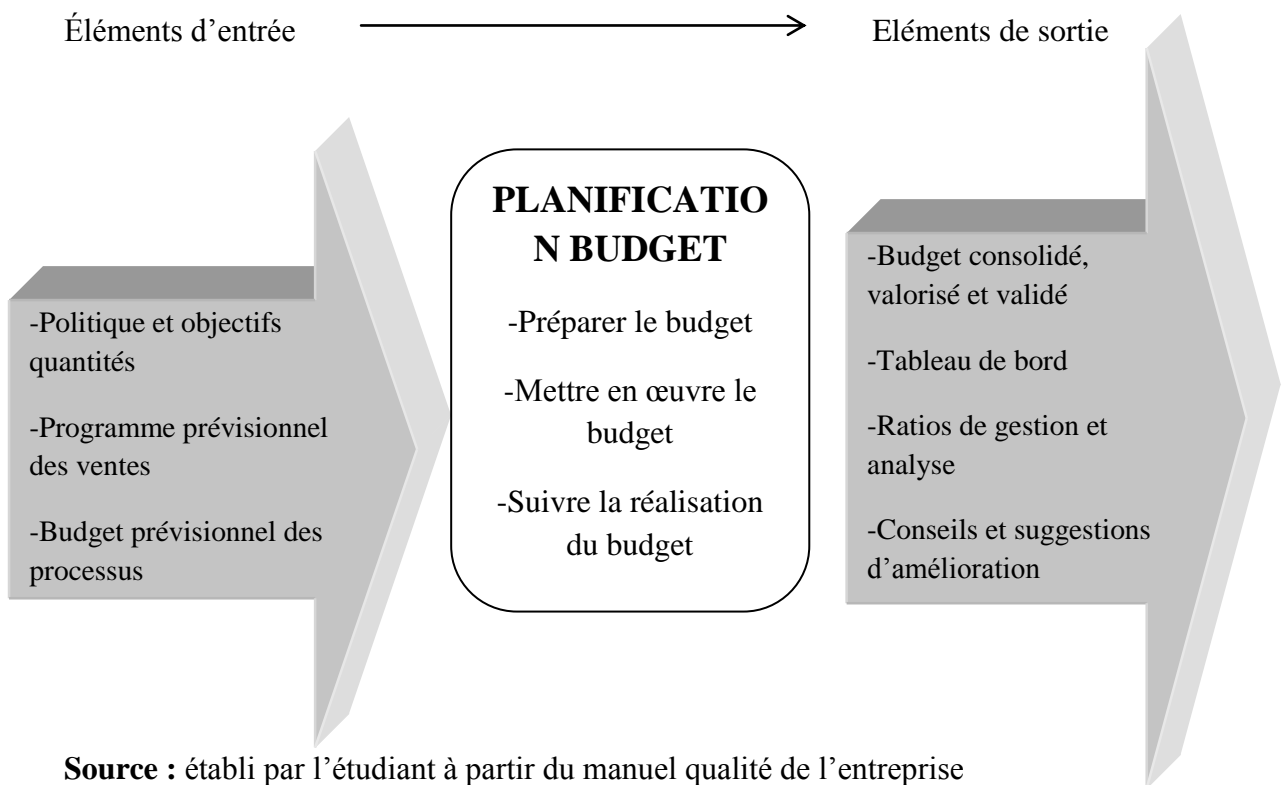 Éléments d’entrée
Eléments de sortie
-Politique et objectifs
quantités
-Programme prévisionnel
des ventes
-Budget prévisionnel des
processus
PLANIFICATIO
N BUDGET
-Préparer le budget
-Mettre en œuvre le
budget
-Suivre la réalisation
du budget
-Budget consolidé,
valorisé et validé
-Tableau de bord
-Ratios de gestion et
analyse
-Conseils et suggestions
d’amélioration
Source : établi par l’étudiant à partir du manuel qualité de l’entreprise